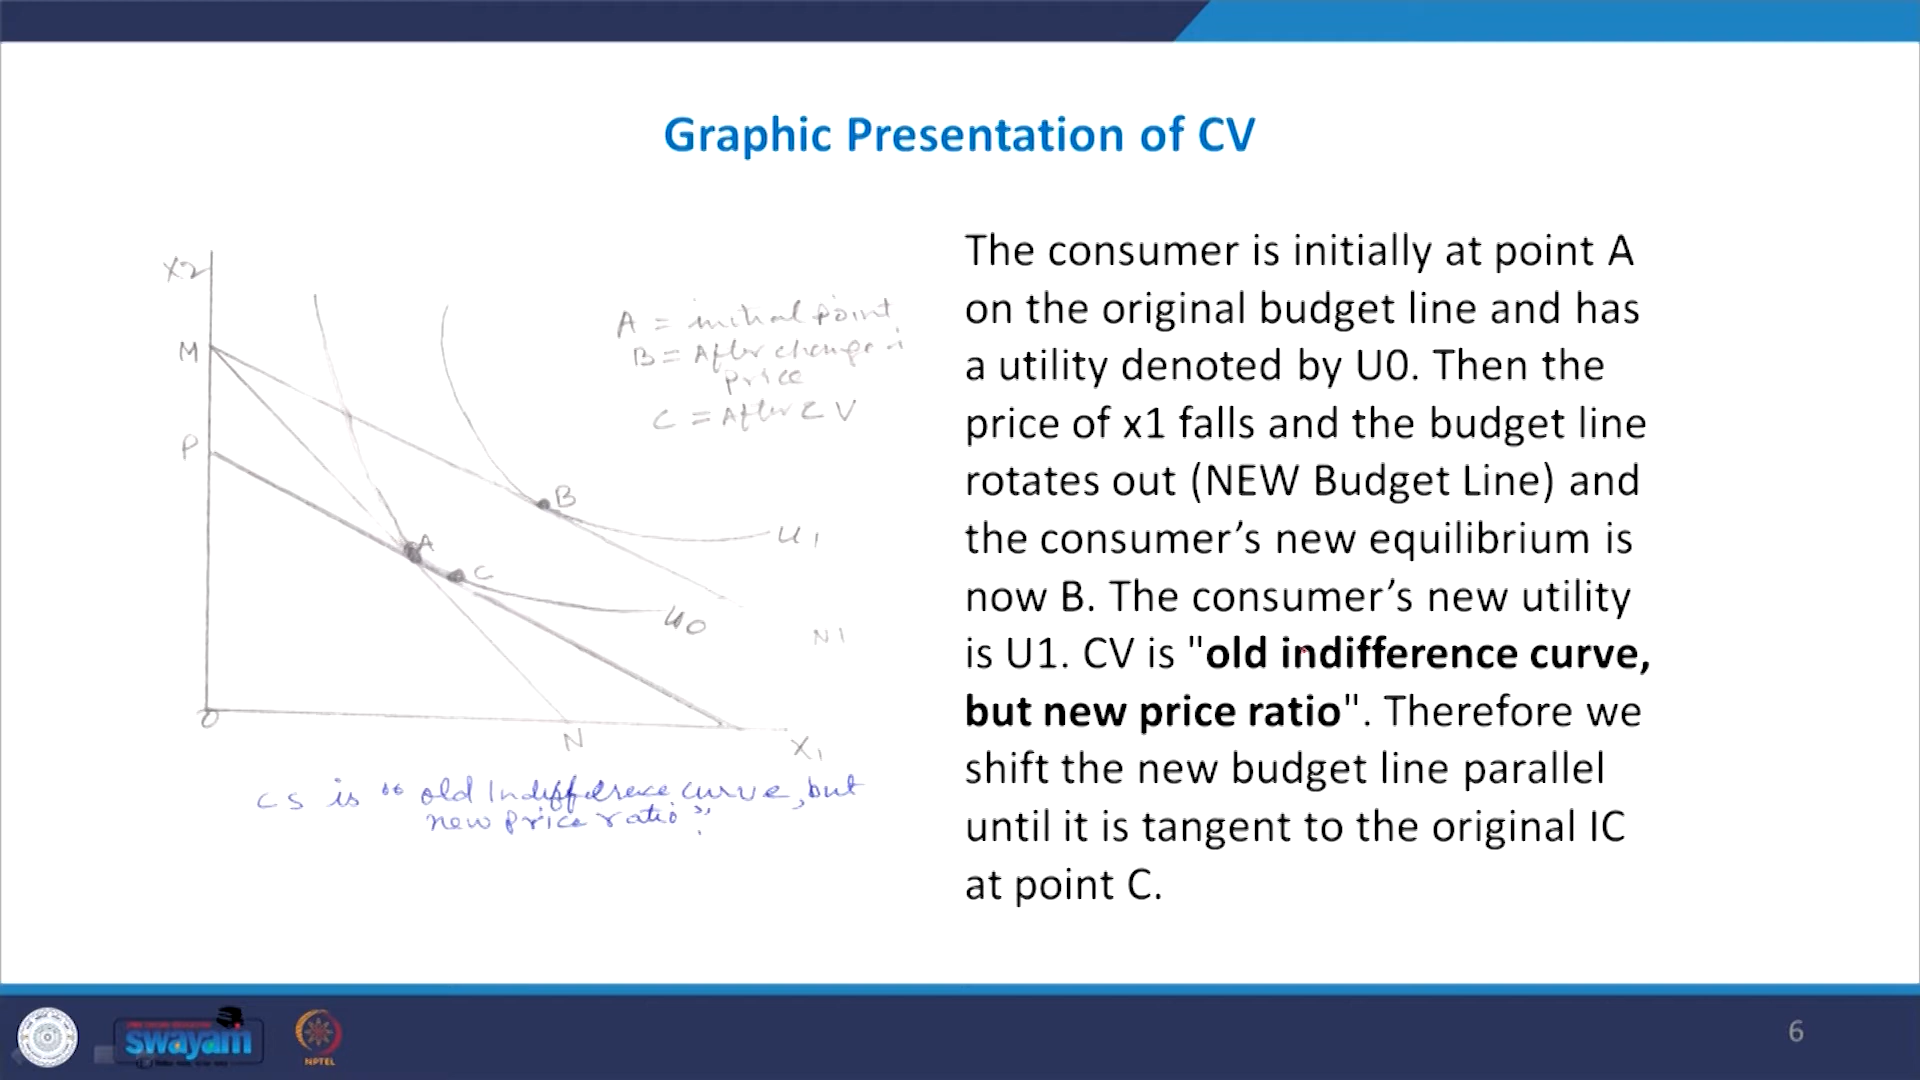 Graphic Presentation of CV
X2
M
P
A = initial point
B = After change i
price
C = After C V
B
A
C
U1
U0
N1
O
N
X1
CS is "old Indifference curve, but
new Price ratio".
The consumer is initially at point A
on the original budget line and has
a utility denoted by U0. Then the
price of x1 falls and the budget line
rotates out (NEW Budget Line) and
the consumer’s new equilibrium is
now B. The consumer’s new utility
is U1. CV is "old indifference curve,
but new price ratio". Therefore we
shift the new budget line parallel
until it is tangent to the original IC
at point C.
swayam
NPTEL
6